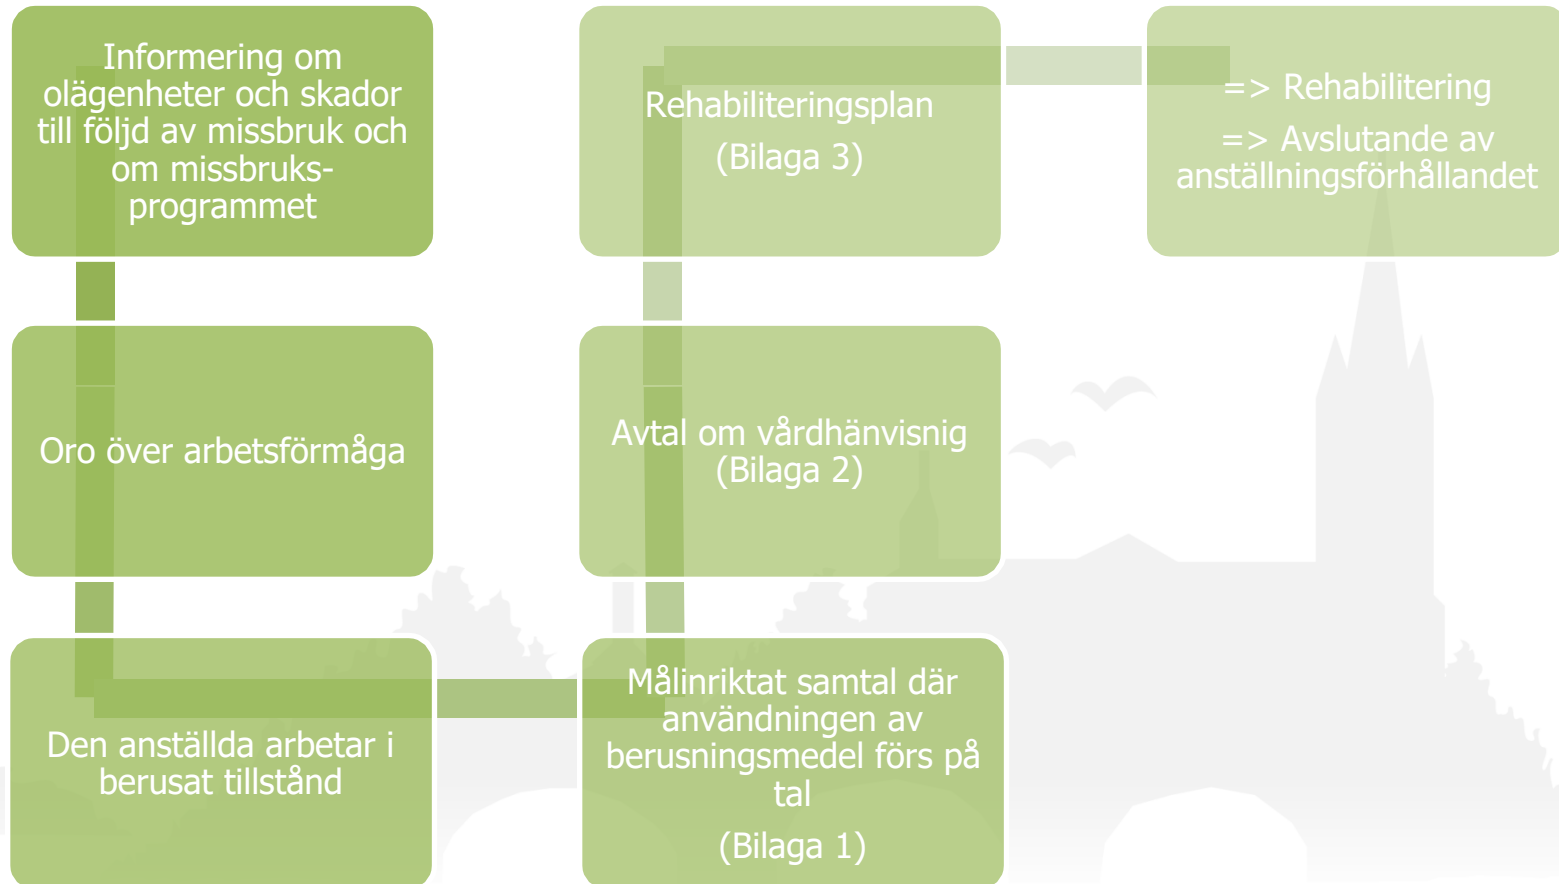 Informering om
olägenheter och skador
till följd av missbruk och
om missbruks-
programmet
Oro över arbetsförmåga
Den anställda arbetar i
berusat tillstånd
Målinriktat samtal där
användningen av
berusningsmedel förs på
tal
(Bilaga 1)
Avtal om vårdhänvisnig
(Bilaga 2)
Rehabiliteringsplan
(Bilaga 3)
=> Rehabilitering
=> Avslutande av
anställningsförhållandet